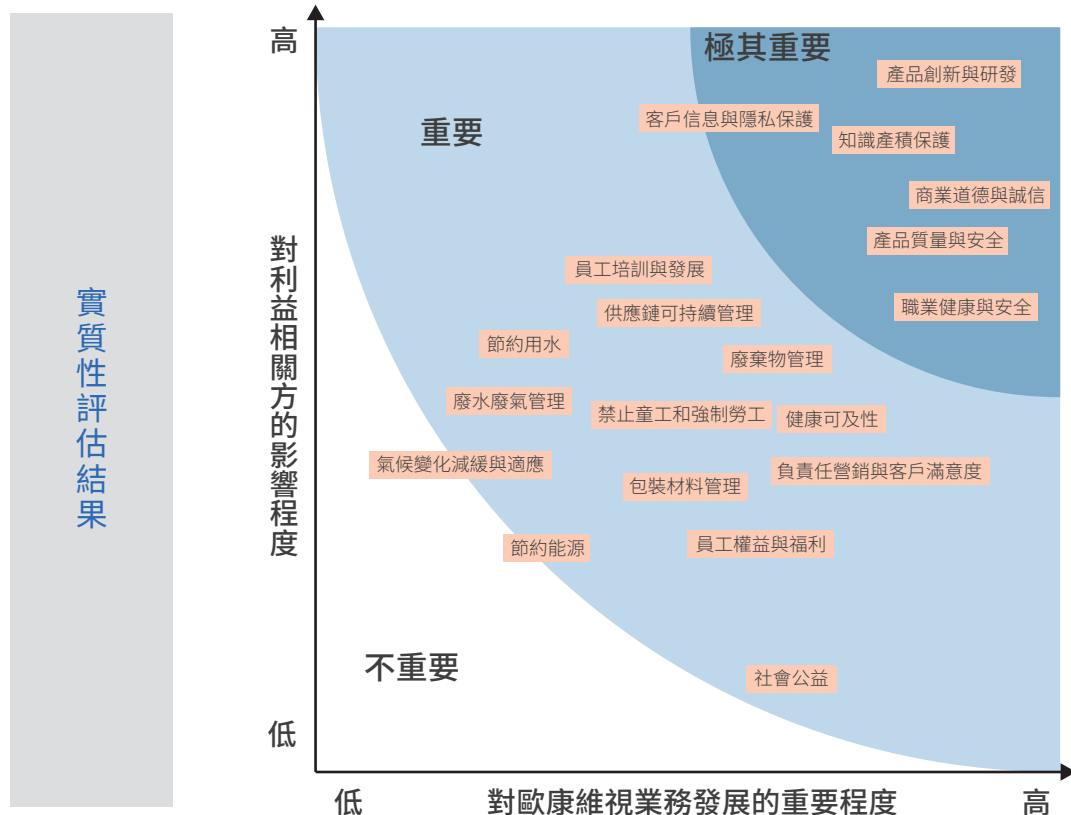 實質性評估結果
高
對利益相關方的影響程度
低
極其重要
產品創新與研發
客戶信息與隱私保護
重要
知識產積保護
商業道德與誠信
產品質量與安全
員工培訓與發展
職業健康與安全
供應鏈可持續管理
節約用水
廢棄物管理
廢水廢氣管理
禁止童工和強制勞工
健康可及性
氣候變化減緩與適應
負責任營銷與客戶滿意度
包裝材料管理
節約能源
員工權益與福利
不重要
社會公益
低
對歐康維視業務發展的重要程度
高